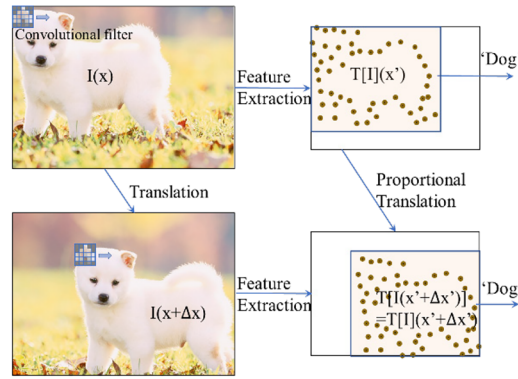 Convolutional filter
I(x)
Feature
Extraction
T[I](x’)
‘Dog
Translation
Proportional
Translation
I(x+Δx)
Feature
Extraction
T[I(x’+Δx’)]
=T[I](x’+Δx’)
‘Dog